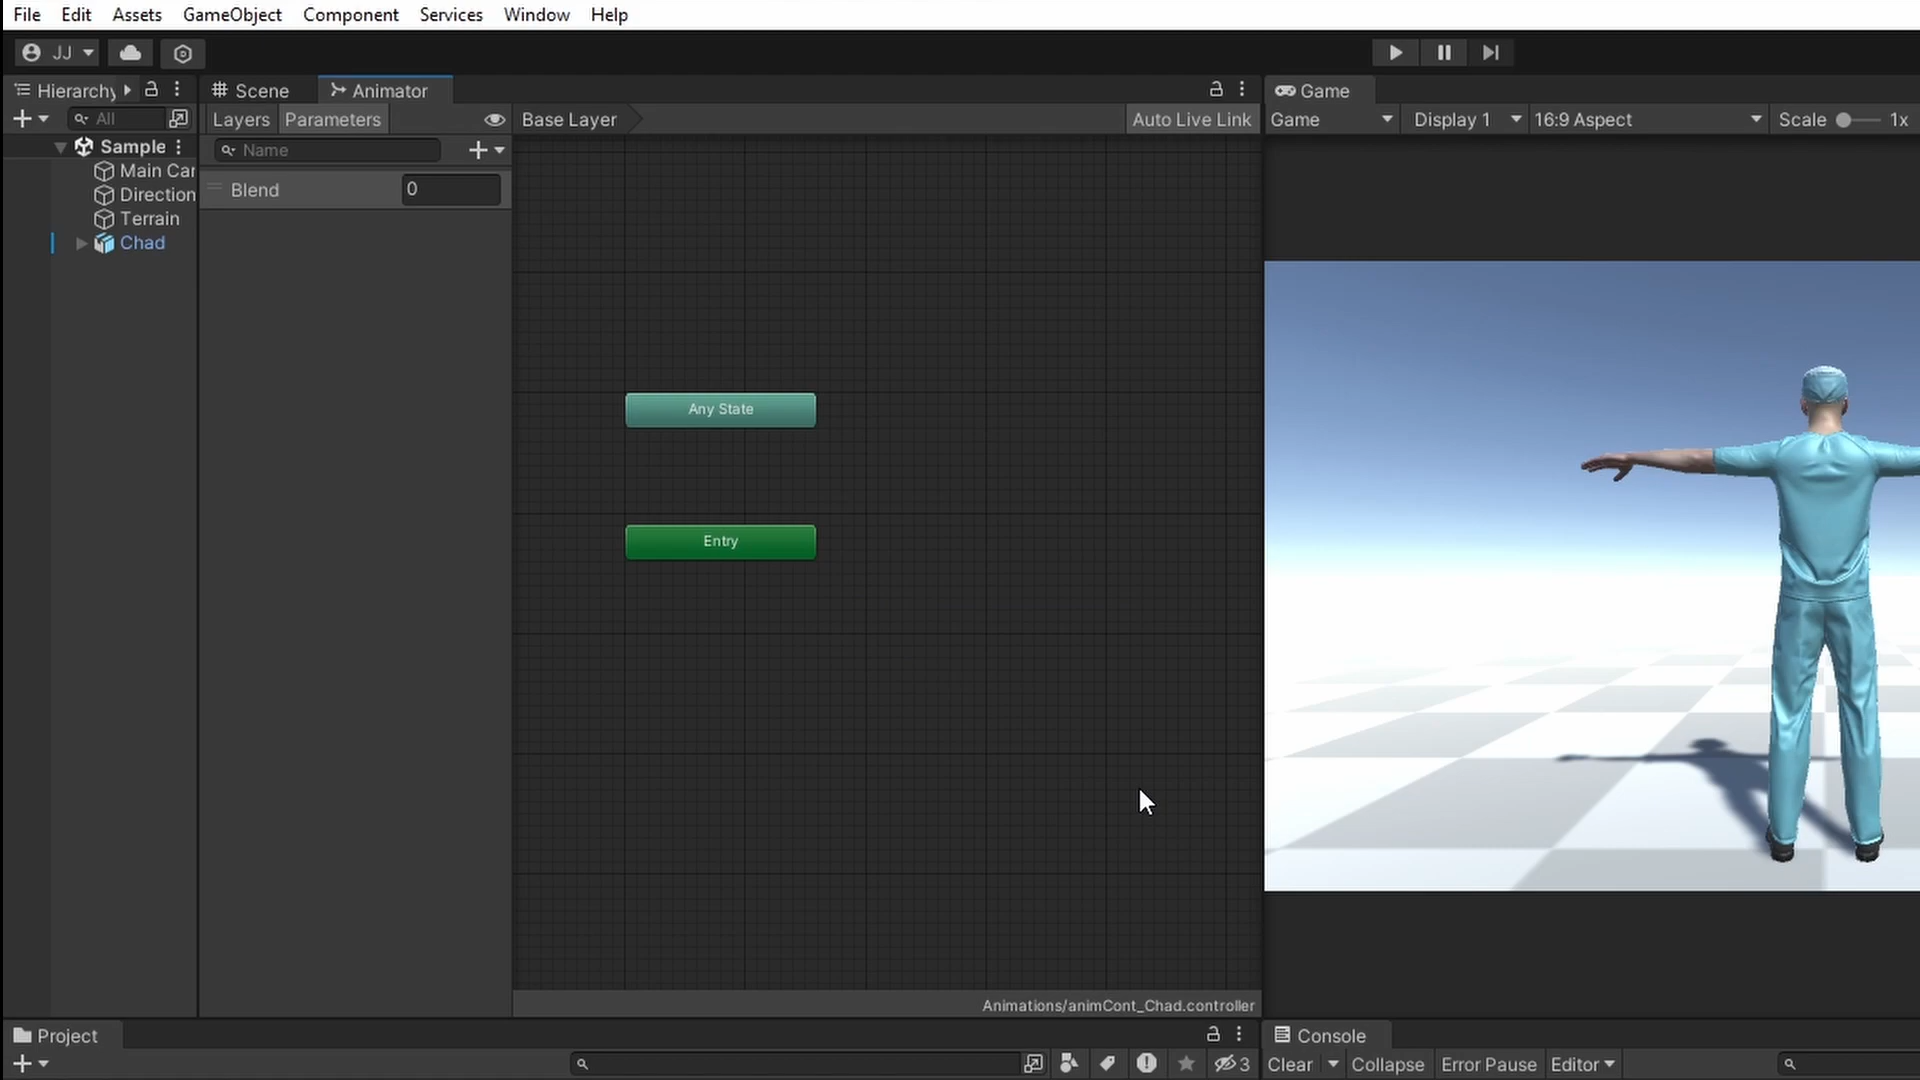 File Edit Assets GameObject Component Services Window Help
JJ
Hierarchy
All
Sample
Main Car
Direction
Terrain
Chad
Scene Animator
Layers Parameters
Name
Blend 0
Base Layer Auto Live Link
Any State
Entry
Animations/animCont_Chad.controller
Game
Game Display 1 16:9 Aspect Scale 1x
Project
3
Console
Clear Collapse Error Pause Editor